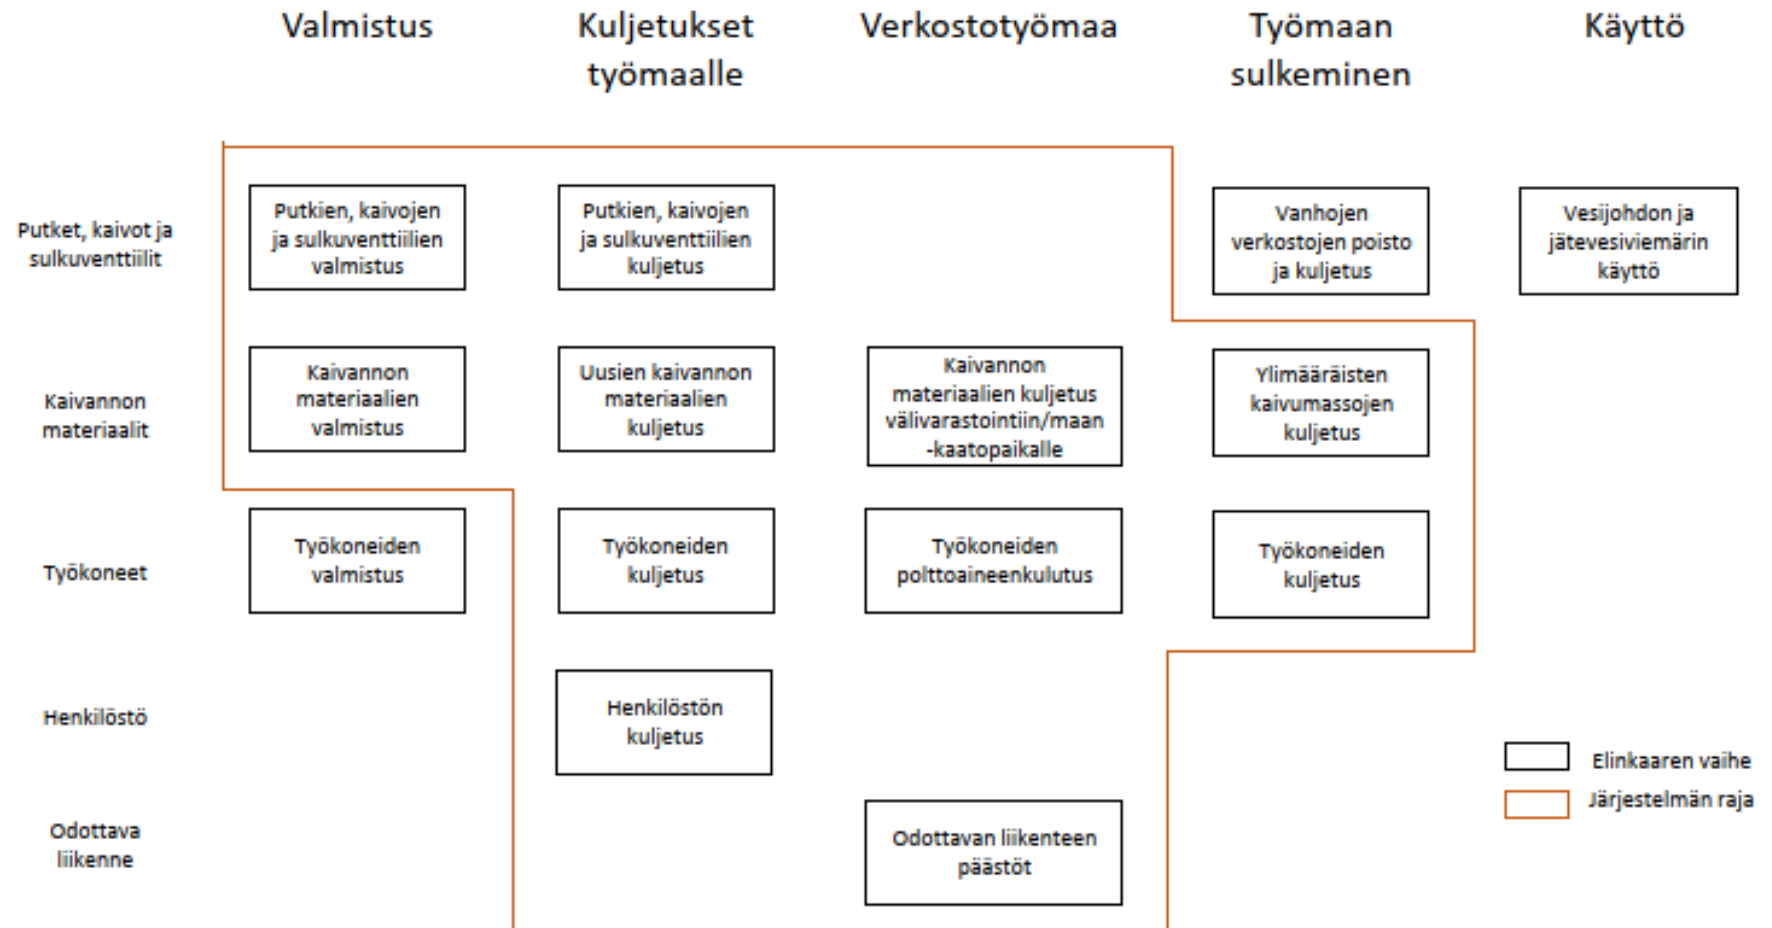 Valmistus
Kuljetukset
työmaalle
Verkostotyömaa
Työmaan
sulkeminen
Käyttö
Putket, kaivot ja
sulkuventtiilit
Putkien, kaivojen
ja sulkuventtiilien
valmistus
Putkien, kaivojen
ja sulkuventtiilien
kuljetus
Vanhojen
verkostojen poisto
ja kuljetus
Vesijohdon ja
jätevesiviemärin
käyttö
Kaivannon
materiaalit
Kaivannon
materiaalien
valmistus
Uusien kaivannon
materiaalien
kuljetus
Kaivannon
materiaalien kuljetus
välivarastointiin/maan
-kaatopaikalle
Ylimääräisten
kaivumassojen
kuljetus
Työkoneet
Työkoneiden
valmistus
Työkoneiden
kuljetus
Työkoneiden
polttoaineenkulutus
Työkoneiden
kuljetus
Henkilöstö
Henkilöstön
kuljetus
Odottava
liikenne
Odottavan liikenteen
päästöt
Elinkaaren vaihe
Järjestelmän raja